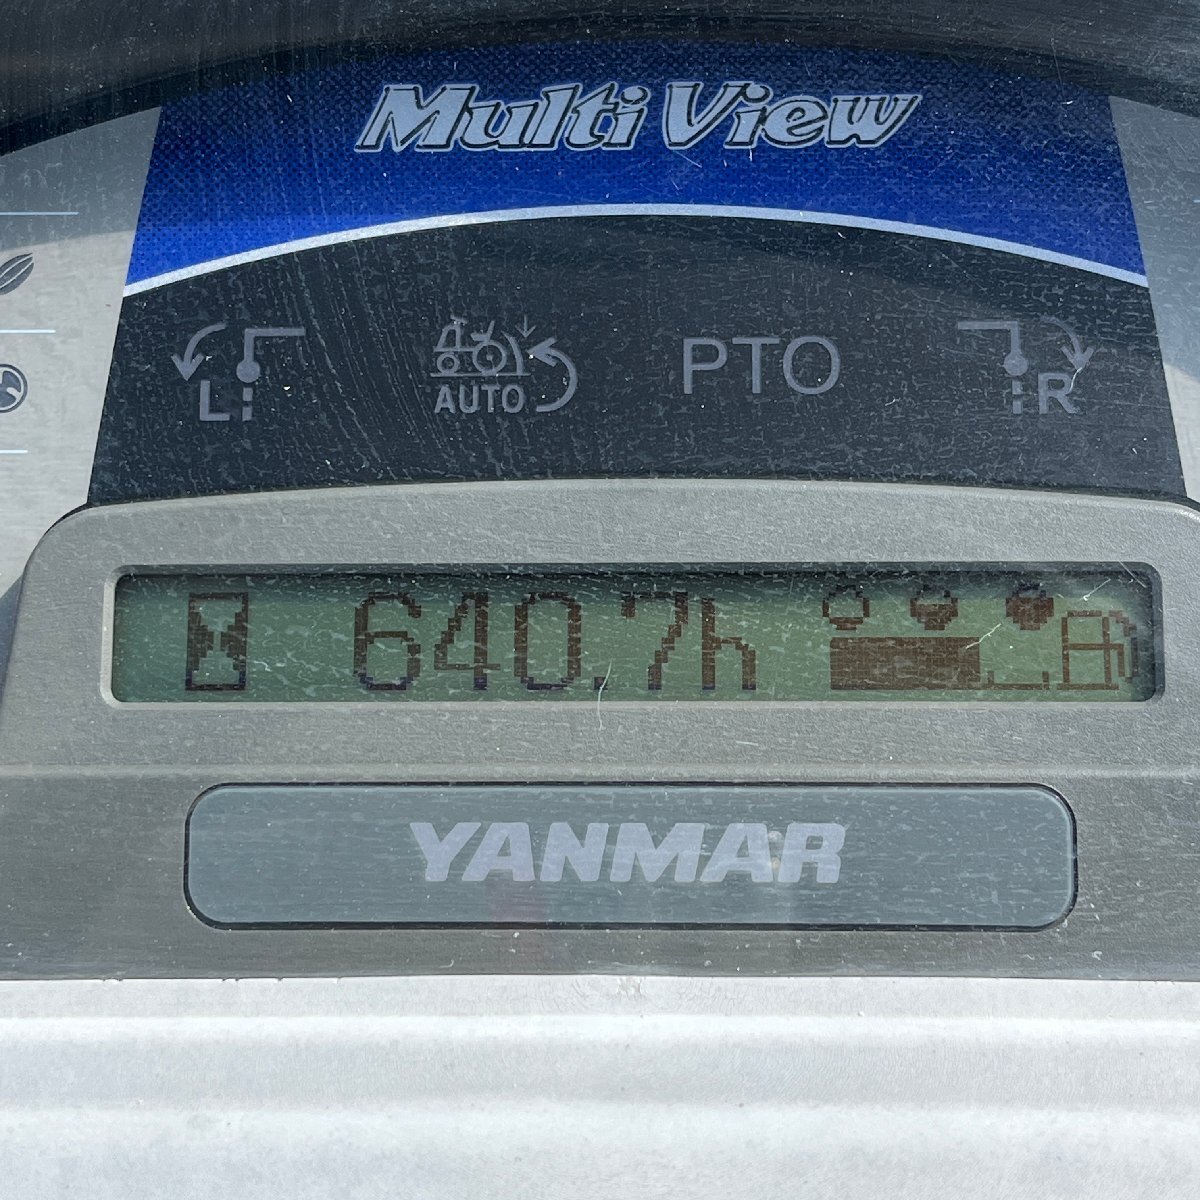 Multi View
L AUTO PTO R
640.7h
YANMAR